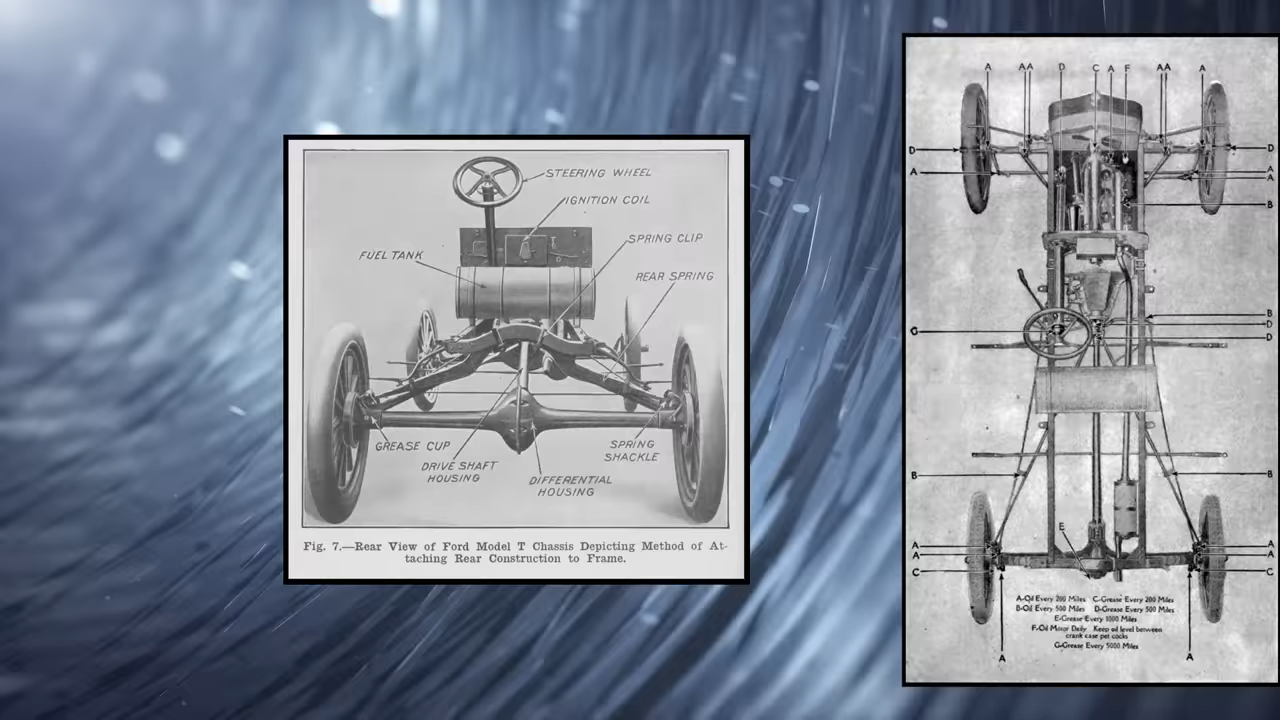 STEERING WHEEL
IGNITION COIL
SPRING CLIP
FUEL TANK
REAR SPRING
GREASE CUP
SPRING
SHACKLE
DRIVE SHAFT
HOUSING
DIFFERENTIAL
HOUSING
Fig. 7.—Rear View of Ford Model T Chassis Depicting Method of At-
taching Rear Construction to Frame.
A AA D C A F AA A
D D
A A
A
B
B
G D
D
B B
E
A A
A A
C C
A-Oil Every 200 Miles C-Grease Every 200 Miles
B-Oil Every 500 Miles D-Grease Every 500 Miles
E-Grease Every 1000 Miles
F-Oil Motor Daily Keep oil level between
crank case pet cocks
G-Grease Every 5000 Miles
A A